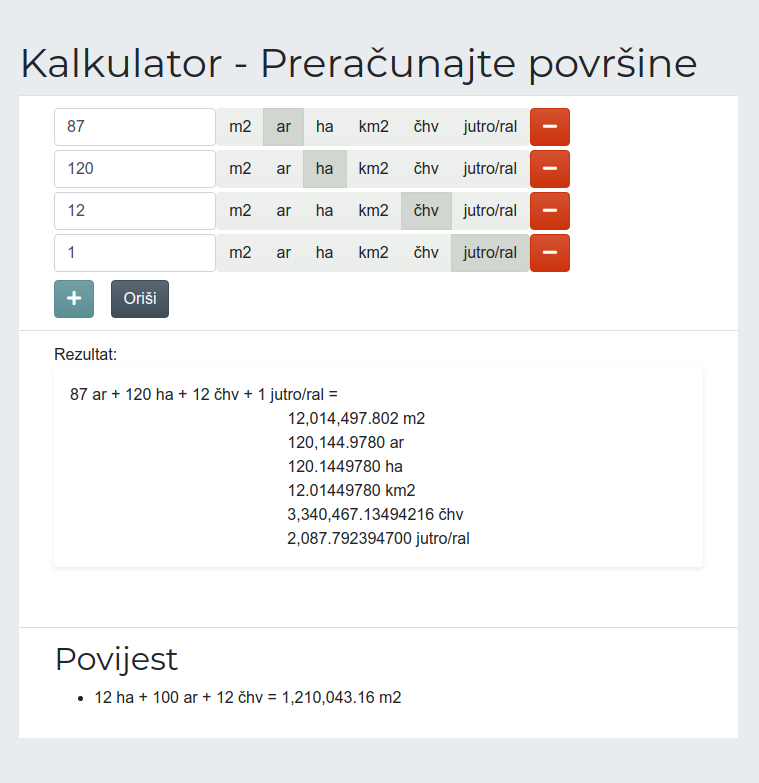 Kalkulator - Preračunajte površine
87 m2 ar ha km2 čhv jutro/ral −
120 m2 ar ha km2 čhv jutro/ral −
12 m2 ar ha km2 čhv jutro/ral −
1 m2 ar ha km2 čhv jutro/ral −
+ Oriši
Rezultat:
87 ar + 120 ha + 12 čhv + 1 jutro/ral =
12,014,497.802 m2
120,144.9780 ar
120.1449780 ha
12.01449780 km2
3,340,467.13494216 čhv
2,087.792394700 jutro/ral
Povijest
• 12 ha + 100 ar + 12 čhv = 1,210,043.16 m2